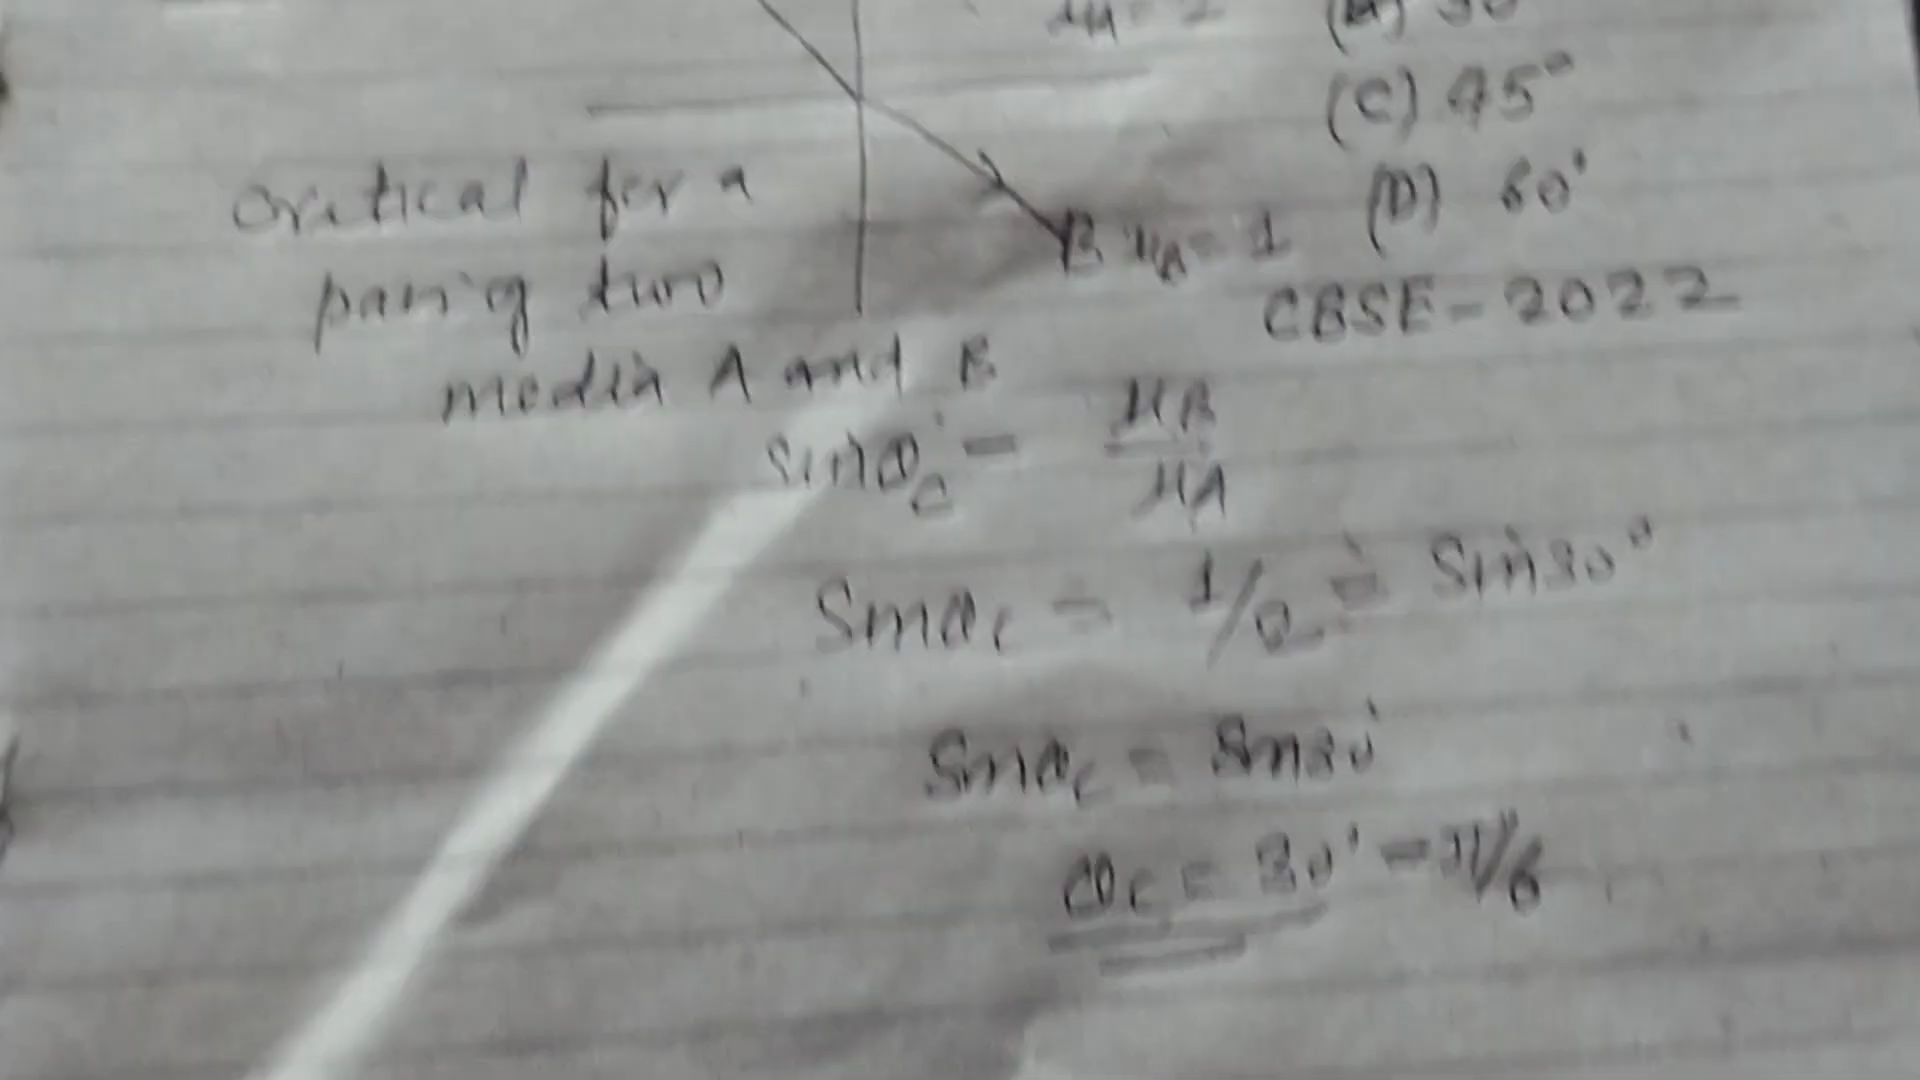 (C) 45°
critical for a
(D) 60°
B μB = 1
pair of two
CBSE - 2022
media A and B
sinθc = μB/μA
Sinθc = 1/2 = Sin30°
Sinθc = Sin30°
θc = 30° = π/6